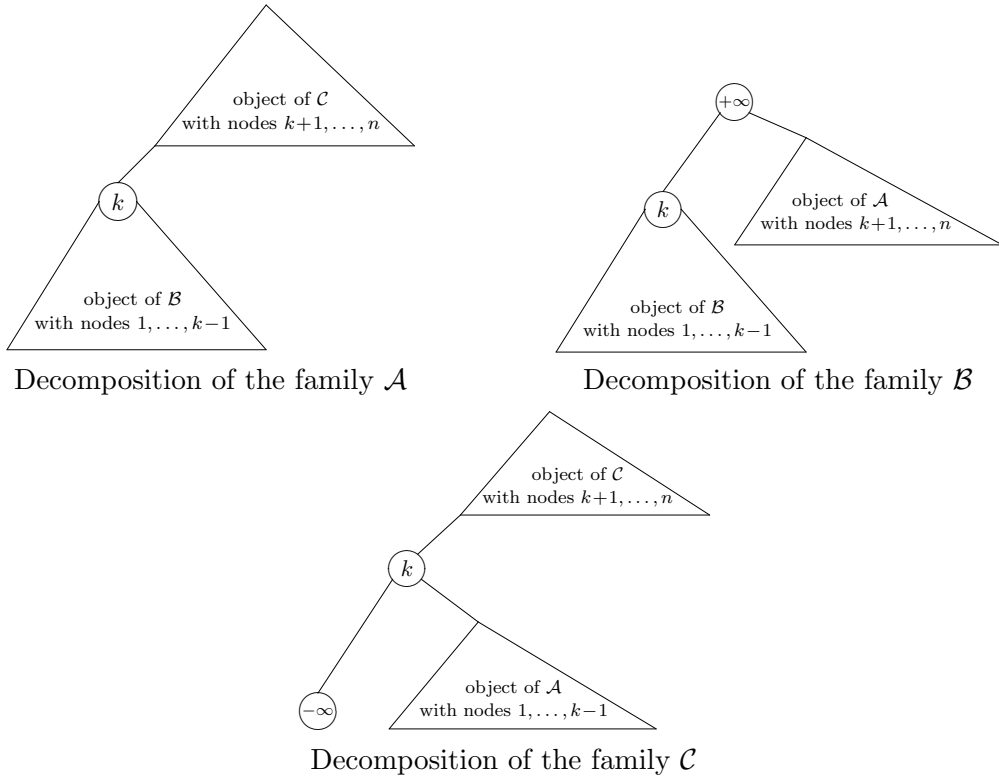 object of 𝒞
with nodes k+1, …, n
k
object of ℬ
with nodes 1, …, k−1
Decomposition of the family 𝒜
+∞
k
object of 𝒜
with nodes k+1, …, n
object of ℬ
with nodes 1, …, k−1
Decomposition of the family ℬ
object of 𝒞
with nodes k+1, …, n
k
−∞
object of 𝒜
with nodes 1, …, k−1
Decomposition of the family 𝒞